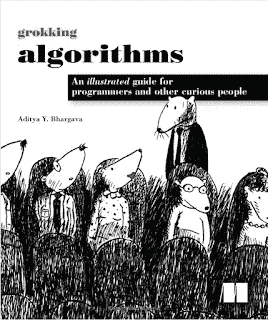 grokking
algorithms
An illustrated guide for
programmers and other curious people
Aditya Y. Bhargava